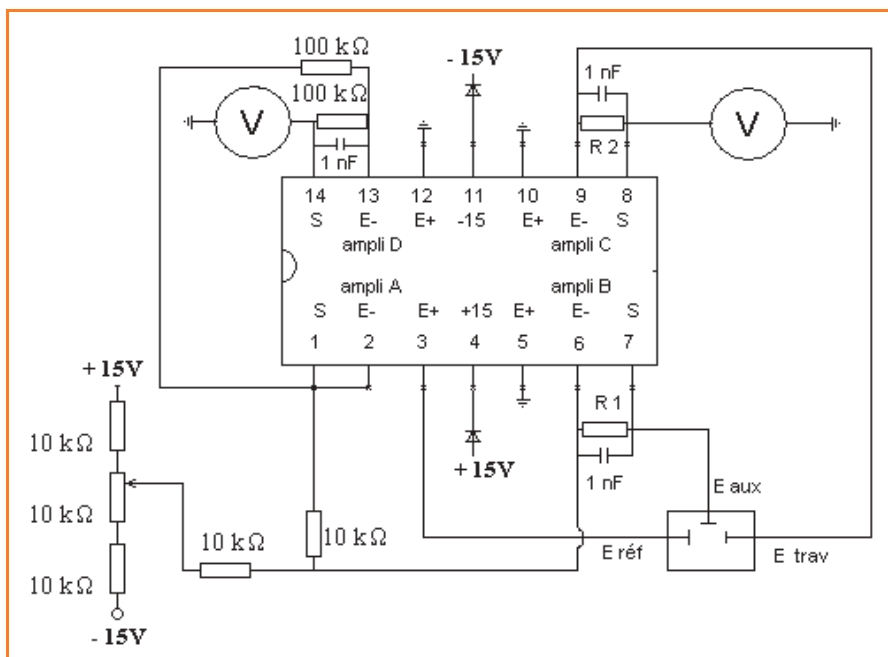 100 kΩ
- 15V
1 nF
100 kΩ
V
V
1 nF
R 2
14 13 12 11 10 9 8
S E- E+ -15 E+ E- S
ampli D ampli C
ampli A ampli B
S E- E+ +15 E+ E- S
1 2 3 4 5 6 7
+ 15V
R 1
10 kΩ
+ 15V
1 nF
E aux
10 kΩ
10 kΩ
10 kΩ
E réf
E trav
10 kΩ
- 15V